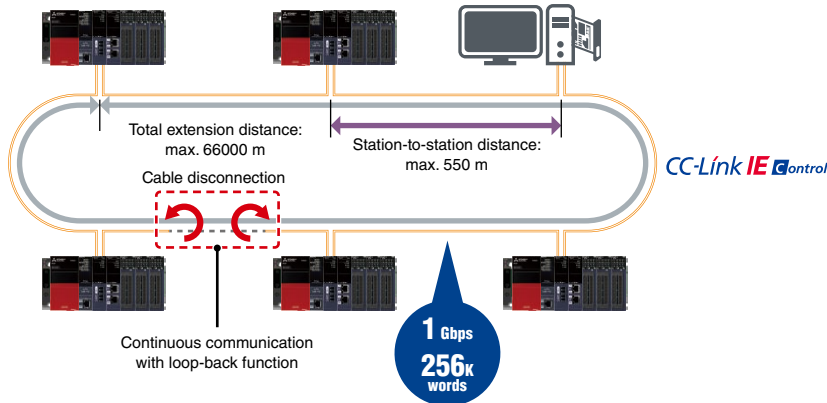 Total extension distance:
max. 66000 m
Station-to-station distance:
max. 550 m
Cable disconnection
CC-Link IE Control
Continuous communication
with loop-back function
1 Gbps
256K
words